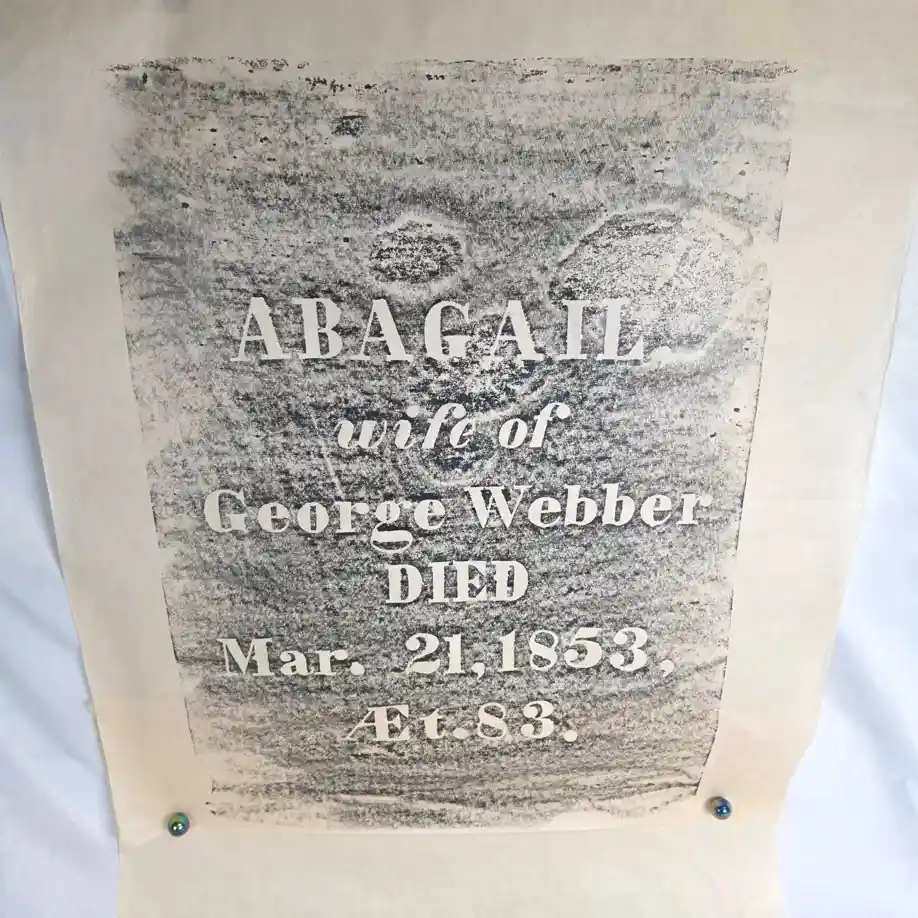 ABAGAIL.
wife of
George Webber
DIED
Mar. 21, 1853,
Æt. 83.